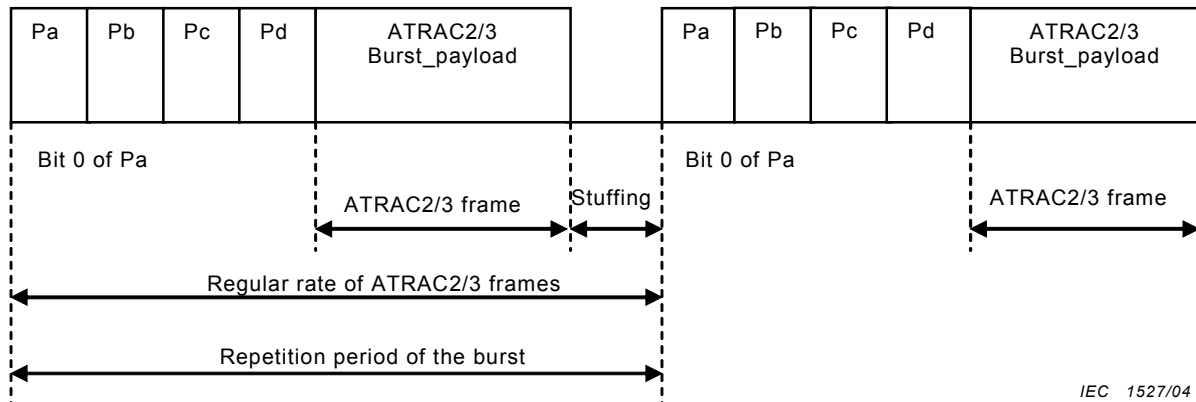 Pa Pb Pc Pd ATRAC2/3 Pa Pb Pc Pd ATRAC2/3
Burst_payload Burst_payload
Bit 0 of Pa Bit 0 of Pa
ATRAC2/3 frame Stuffing ATRAC2/3 frame
Regular rate of ATRAC2/3 frames
Repetition period of the burst
IEC 1527/04